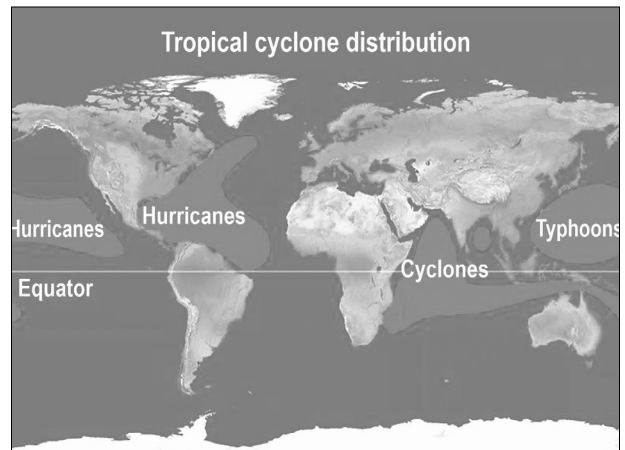 Tropical cyclone distribution
Hurricanes
Hurricanes
Typhoons
Cyclones
Equator